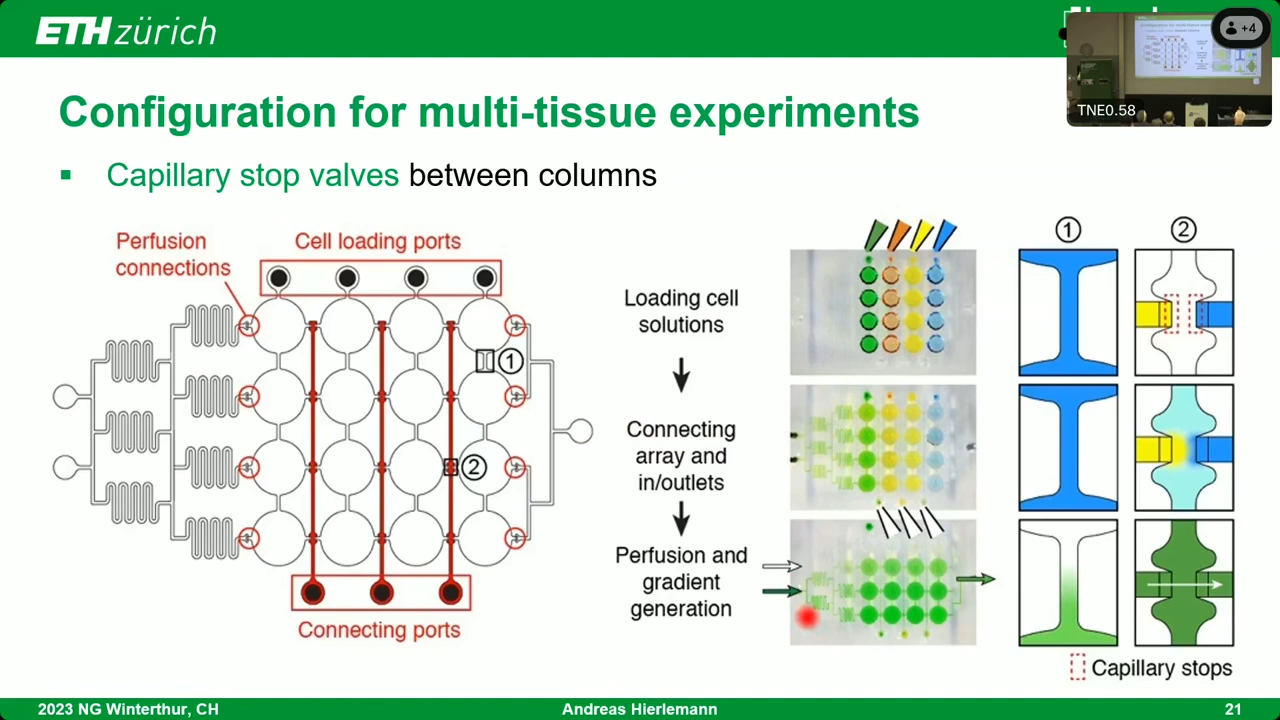 ETH zürich
+4
TNE0.58
Configuration for multi-tissue experiments
Capillary stop valves between columns
Perfusion
connections
Cell loading ports
1
2
Connecting ports
Loading cell
solutions
Connecting
array and
in/outlets
Perfusion and
gradient
generation
1
2
Capillary stops
2023 NG Winterthur, CH
Andreas Hierlemann
21